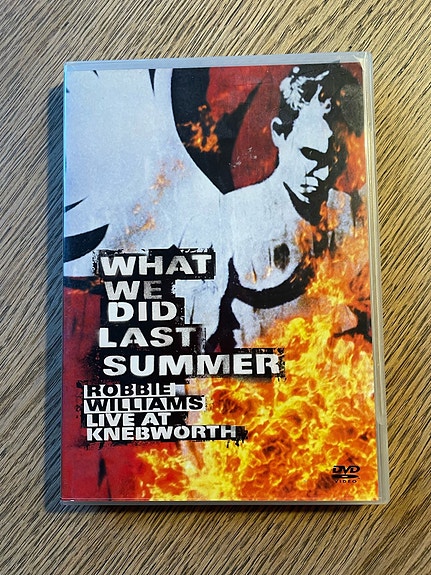 WHAT
WE
DID
LAST
SUMMER
ROBBIE
WILLIAMS
LIVE AT
KNEBWORTH
DVD
VIDEO